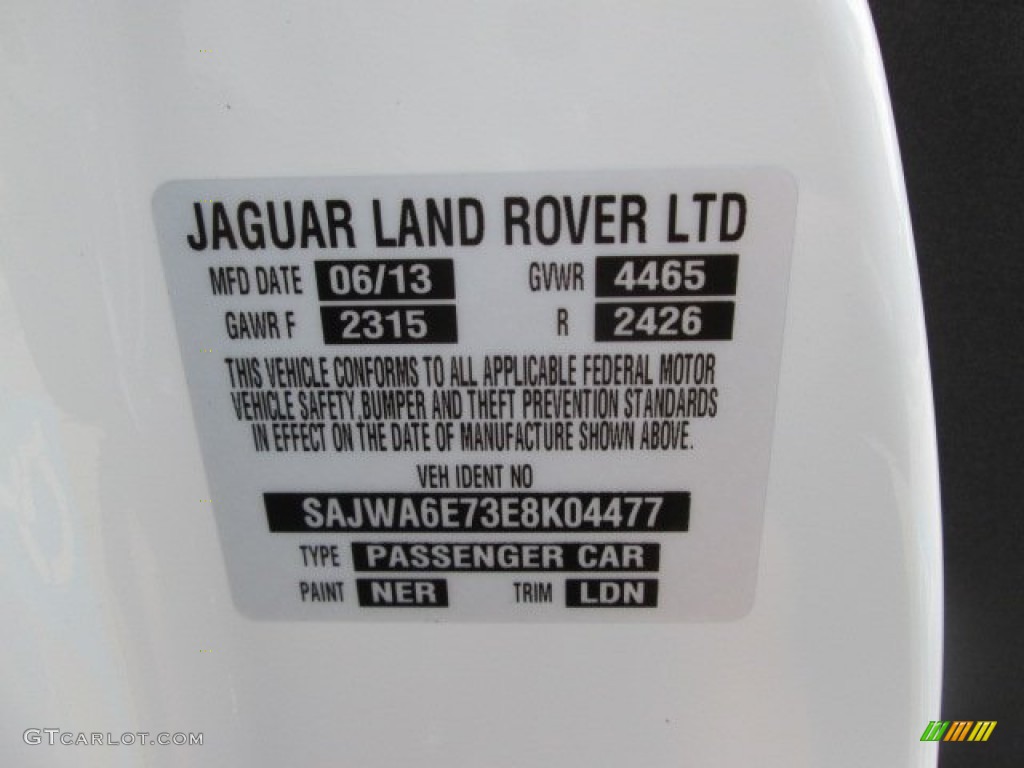 JAGUAR LAND ROVER LTD
MFD DATE 06/13 GVWR 4465
GAWR F 2315 R 2426
THIS VEHICLE CONFORMS TO ALL APPLICABLE FEDERAL MOTOR
VEHICLE SAFETY,BUMPER AND THEFT PREVENTION STANDARDS
IN EFFECT ON THE DATE OF MANUFACTURE SHOWN ABOVE.
VEH IDENT NO
SAJWA6E73E8K04477
TYPE PASSENGER CAR
PAINT NER TRIM LDN
GTCARLOT.COM